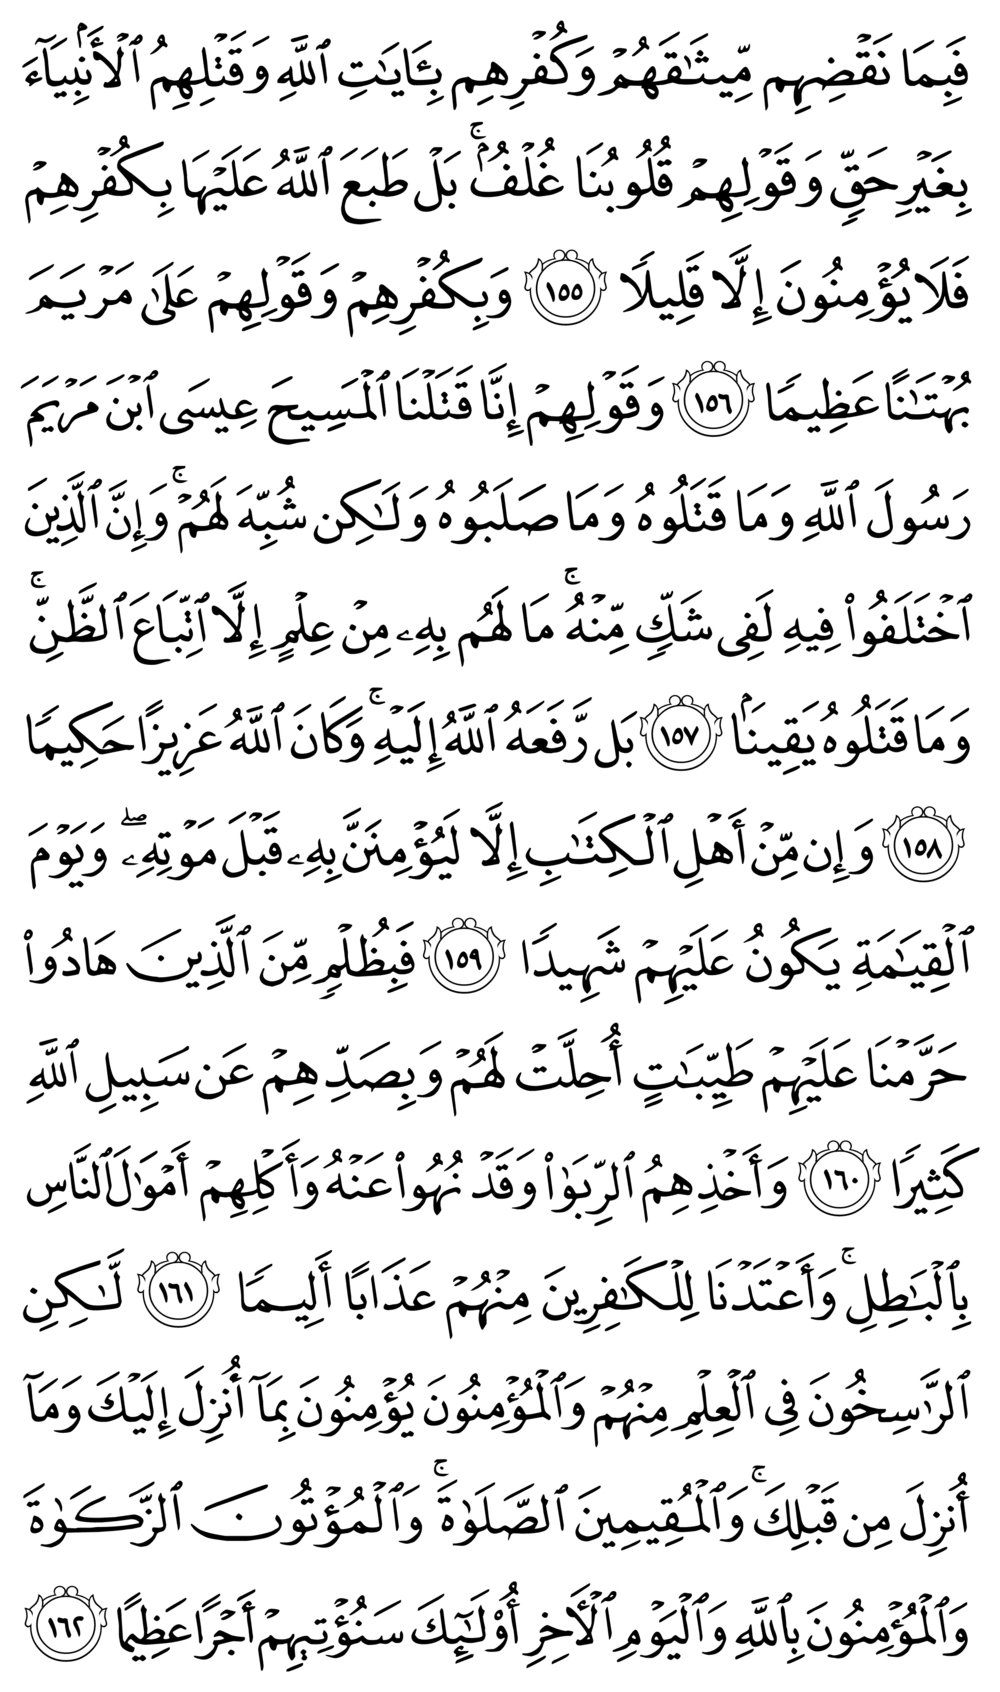 فَبِمَا نَقۡضِهِم مِّيثَٰقَهُمۡ وَكُفۡرِهِم بِـَٔايَٰتِ ٱللَّهِ وَقَتۡلِهِمُ ٱلۡأَنۢبِيَآءَ
بِغَيۡرِ حَقّٖ وَقَوۡلِهِمۡ قُلُوبُنَا غُلۡفُۢۚ بَلۡ طَبَعَ ٱللَّهُ عَلَيۡهَا بِكُفۡرِهِمۡ
فَلَا يُؤۡمِنُونَ إِلَّا قَلِيلٗا ١٥٥ وَبِكُفۡرِهِمۡ وَقَوۡلِهِمۡ عَلَىٰ مَرۡيَمَ
بُهۡتَٰنًا عَظِيمٗا ١٥٦ وَقَوۡلِهِمۡ إِنَّا قَتَلۡنَا ٱلۡمَسِيحَ عِيسَى ٱبۡنَ مَرۡيَمَ
رَسُولَ ٱللَّهِ وَمَا قَتَلُوهُ وَمَا صَلَبُوهُ وَلَٰكِن شُبِّهَ لَهُمۡۚ وَإِنَّ ٱلَّذِينَ
ٱخۡتَلَفُواْ فِيهِ لَفِي شَكّٖ مِّنۡهُۚ مَا لَهُم بِهِۦ مِنۡ عِلۡمٍ إِلَّا ٱتِّبَاعَ ٱلظَّنِّۚ
وَمَا قَتَلُوهُ يَقِينَۢا ١٥٧ بَل رَّفَعَهُ ٱللَّهُ إِلَيۡهِۚ وَكَانَ ٱللَّهُ عَزِيزًا حَكِيمٗا
١٥٨ وَإِن مِّنۡ أَهۡلِ ٱلۡكِتَٰبِ إِلَّا لَيُؤۡمِنَنَّ بِهِۦ قَبۡلَ مَوۡتِهِۦۖ وَيَوۡمَ
ٱلۡقِيَٰمَةِ يَكُونُ عَلَيۡهِمۡ شَهِيدٗا ١٥٩ فَبِظُلۡمٖ مِّنَ ٱلَّذِينَ هَادُواْ
حَرَّمۡنَا عَلَيۡهِمۡ طَيِّبَٰتٍ أُحِلَّتۡ لَهُمۡ وَبِصَدِّهِمۡ عَن سَبِيلِ ٱللَّهِ
كَثِيرٗا ١٦٠ وَأَخۡذِهِمُ ٱلرِّبَوٰاْ وَقَدۡ نُهُواْ عَنۡهُ وَأَكۡلِهِمۡ أَمۡوَٰلَ ٱلنَّاسِ
بِٱلۡبَٰطِلِۚ وَأَعۡتَدۡنَا لِلۡكَٰفِرِينَ مِنۡهُمۡ عَذَابًا أَلِيمٗا ١٦١ لَّٰكِنِ
ٱلرَّٰسِخُونَ فِي ٱلۡعِلۡمِ مِنۡهُمۡ وَٱلۡمُؤۡمِنُونَ يُؤۡمِنُونَ بِمَآ أُنزِلَ إِلَيۡكَ وَمَآ
أُنزِلَ مِن قَبۡلِكَۚ وَٱلۡمُقِيمِينَ ٱلصَّلَوٰةَۚ وَٱلۡمُؤۡتُونَ ٱلزَّكَوٰةَ
وَٱلۡمُؤۡمِنُونَ بِٱللَّهِ وَٱلۡيَوۡمِ ٱلۡأٓخِرِ أُوْلَٰٓئِكَ سَنُؤۡتِيهِمۡ أَجۡرًا عَظِيمًا ١٦٢